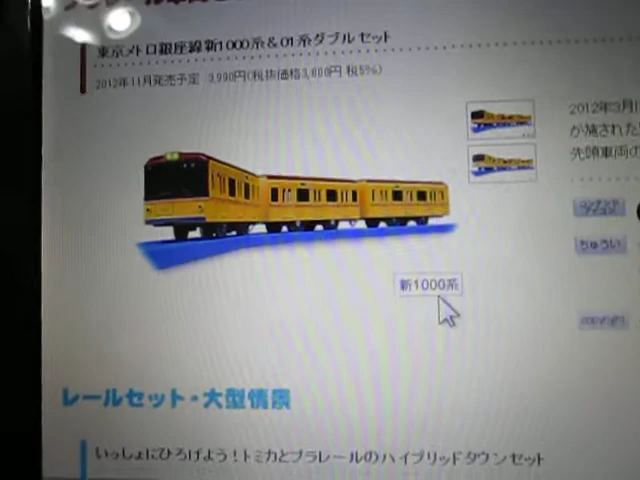 東京メトロ銀座線新1000系&01系ダブルセット
2012年11月発売予定 3,990円(税抜価格3,800円 税5%)
2012年3月
が施された
先頭車両の
ちゅうい
新1000系
レールセット・大型情景
いっしょにひろげよう!トミカとプラレールのハイブリッドタウンセット